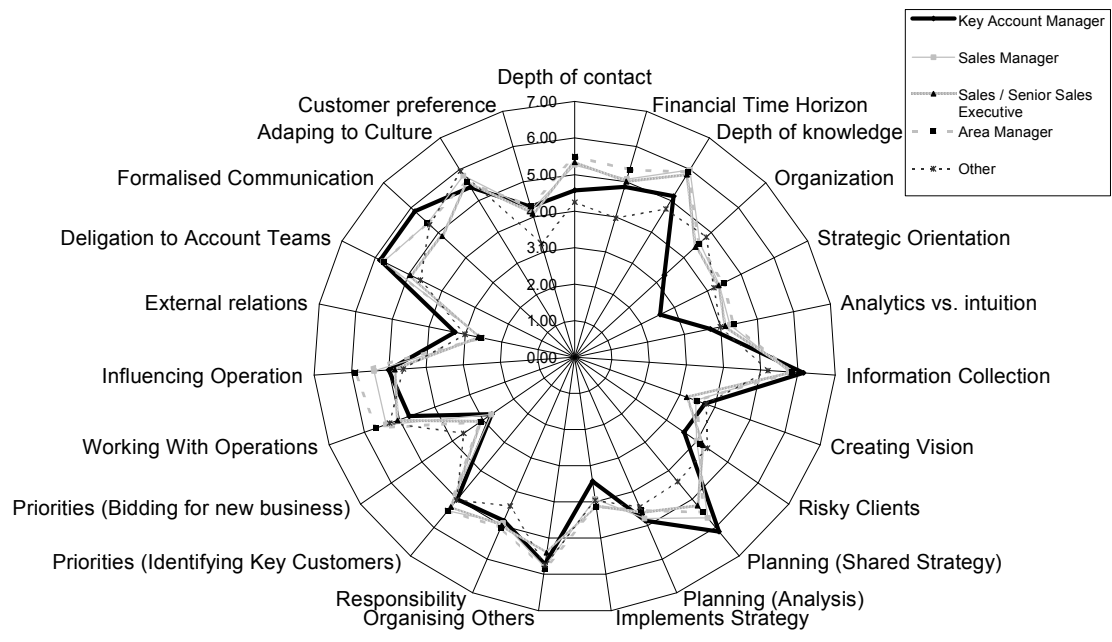 Key Account Manager
Sales Manager
Sales / Senior Sales
Executive
Area Manager
Other
Depth of contact
Financial Time Horizon
Depth of knowledge
Organization
Strategic Orientation
Analytics vs. intuition
Information Collection
Creating Vision
Risky Clients
Planning (Shared Strategy)
Planning (Analysis)
Implements Strategy
Organising Others
Responsibility
Priorities (Identifying Key Customers)
Priorities (Bidding for new business)
Working With Operations
Influencing Operation
External relations
Deligation to Account Teams
Formalised Communication
Adaping to Culture
Customer preference
7.00
6.00
5.00
4.00
3.00
2.00
1.00
0.00